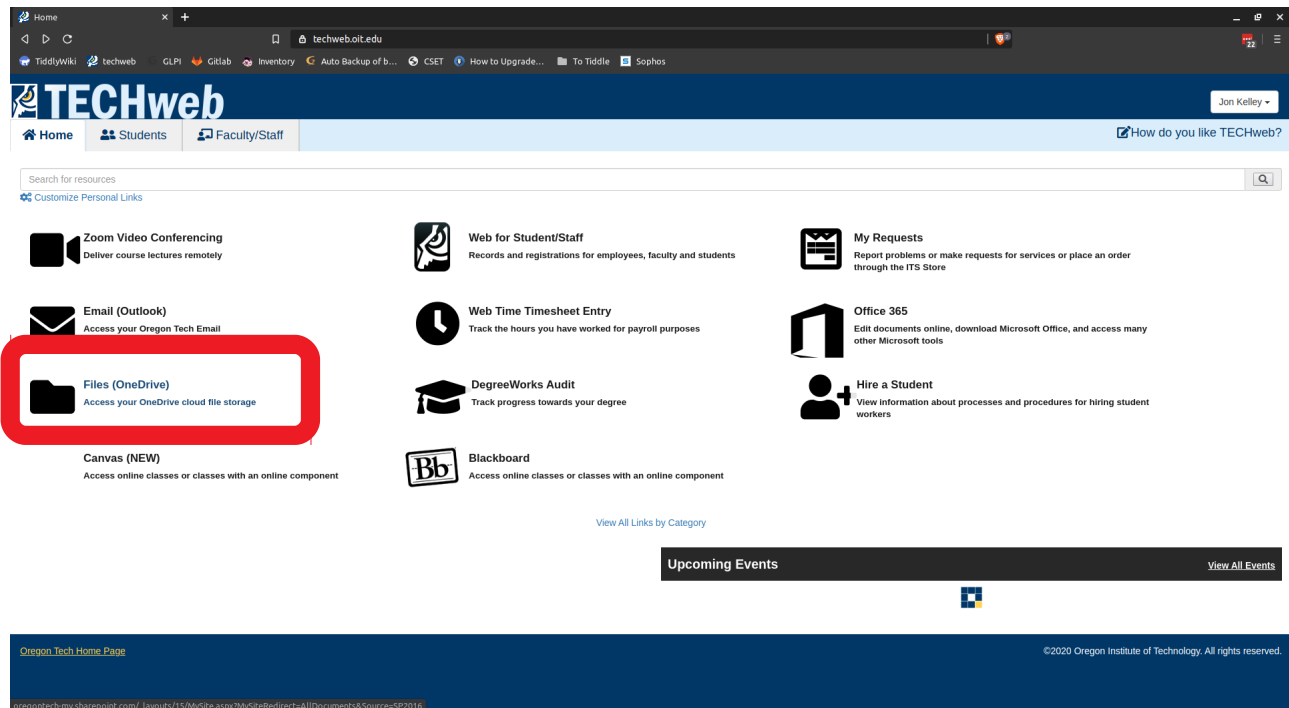 Home × +
techweb.oit.edu 2 22
TiddlyWiki techweb GLPI Gitlab Inventory Auto Backup of b... CSET How to Upgrade... To Tiddle Sophos
TECHweb
Jon Kelley
Home Students Faculty/Staff How do you like TECHweb?
Search for resources
Customize Personal Links
Zoom Video Conferencing
Deliver course lectures remotely
Web for Student/Staff
Records and registrations for employees, faculty and students
My Requests
Report problems or make requests for services or place an order
through the ITS Store
Email (Outlook)
Access your Oregon Tech Email
Web Time Timesheet Entry
Track the hours you have worked for payroll purposes
Office 365
Edit documents online, download Microsoft Office, and access many
other Microsoft tools
Files (OneDrive)
Access your OneDrive cloud file storage
DegreeWorks Audit
Track progress towards your degree
Hire a Student
View information about processes and procedures for hiring student
workers
Canvas (NEW)
Access online classes or classes with an online component
Bb
Blackboard
Access online classes or classes with an online component
View All Links by Category
Upcoming Events View All Events
Oregon Tech Home Page ©2020 Oregon Institute of Technology. All rights reserved.
oregontech-my.sharepoint.com/_layouts/15/MySite.aspx?MySiteRedirect=AllDocuments&Source=SP2016